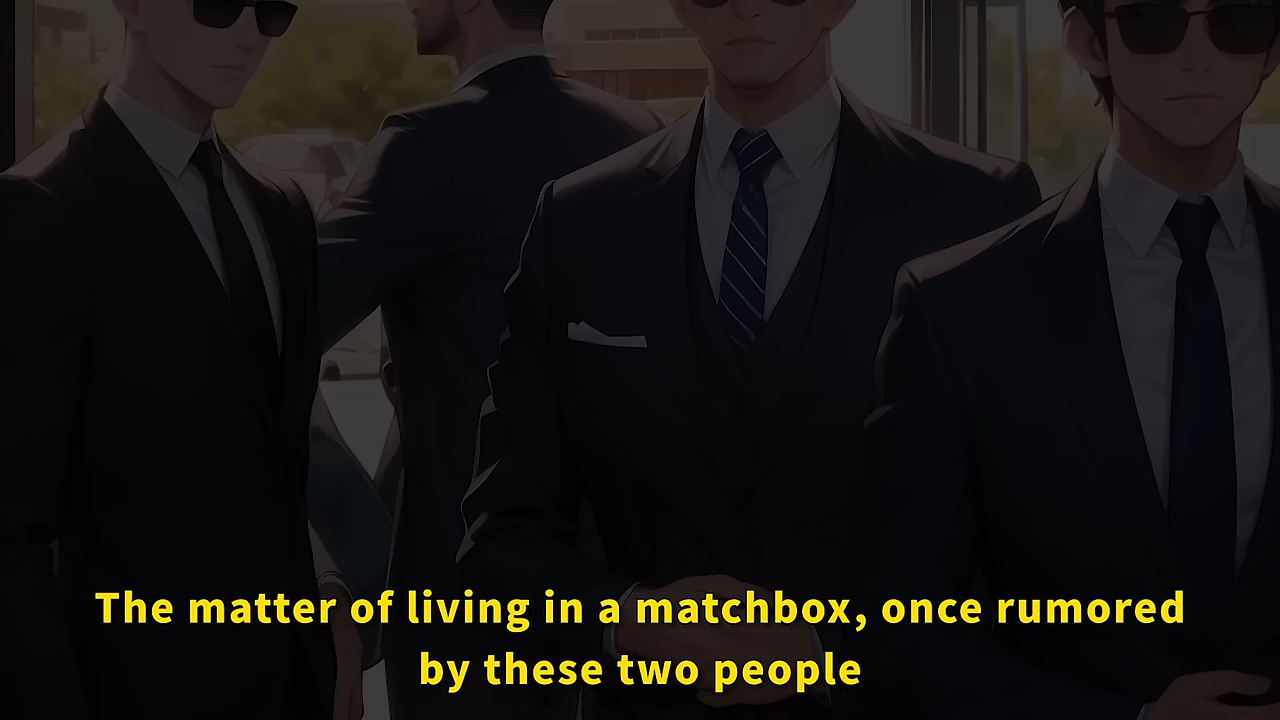 The matter of living in a matchbox, once rumored
by these two people